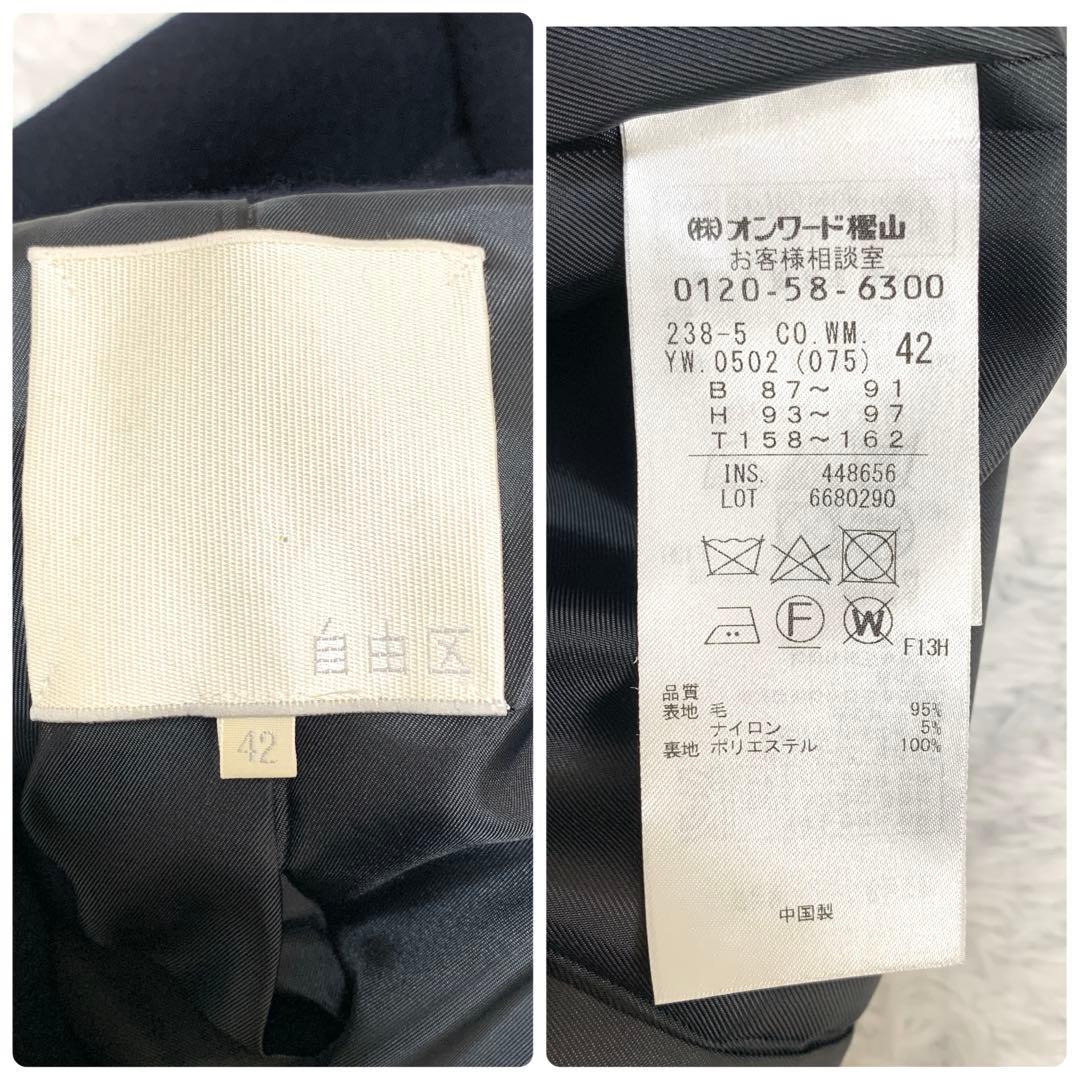 自由区
42
㈱オンワード樫山
お客様相談室
0120-58-6300
238-5 CO.WM.
YW.0502 (075) 42
B 87～ 91
H 93～ 97
T 158～162
INS. 448656
LOT 6680290
F
W
F13H
品質
表地 毛 95%
ナイロン 5%
裏地 ポリエステル 100%
中国製